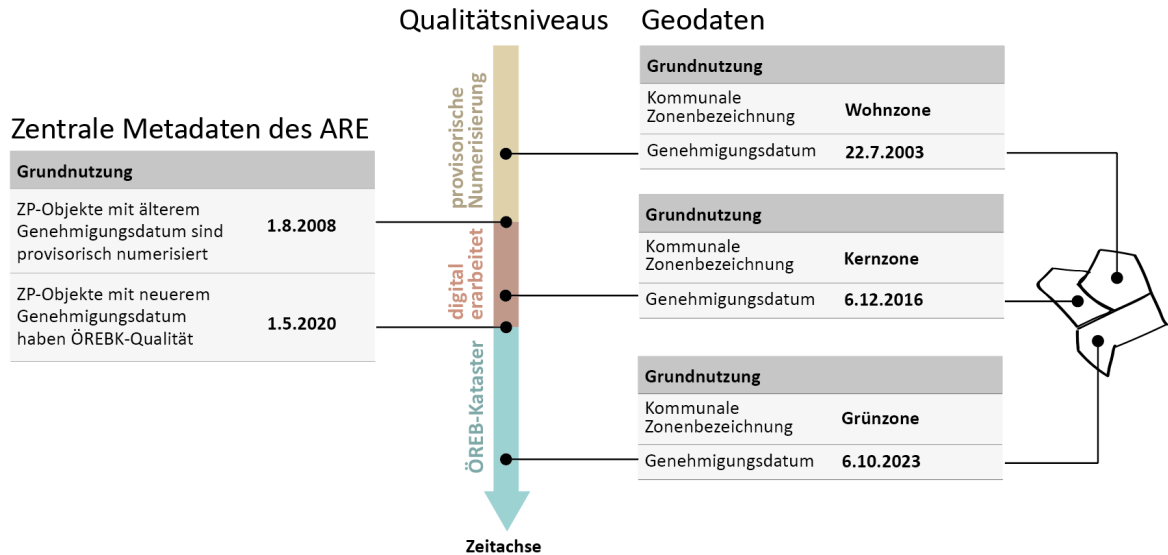 Qualitätsniveaus
Geodaten
Zentrale Metadaten des ARE
Grundnutzung
ZP-Objekte mit älterem
Genehmigungsdatum sind
provisorisch numerisiert
1.8.2008
ZP-Objekte mit neuerem
Genehmigungsdatum
haben ÖREBK-Qualität
1.5.2020
provisorische
Numerisierung
digital
erarbeitet
ÖREB-Kataster
Zeitachse
Grundnutzung
Kommunale
Zonenbezeichnung
Wohnzone
Genehmigungsdatum
22.7.2003
Grundnutzung
Kommunale
Zonenbezeichnung
Kernzone
Genehmigungsdatum
6.12.2016
Grundnutzung
Kommunale
Zonenbezeichnung
Grünzone
Genehmigungsdatum
6.10.2023